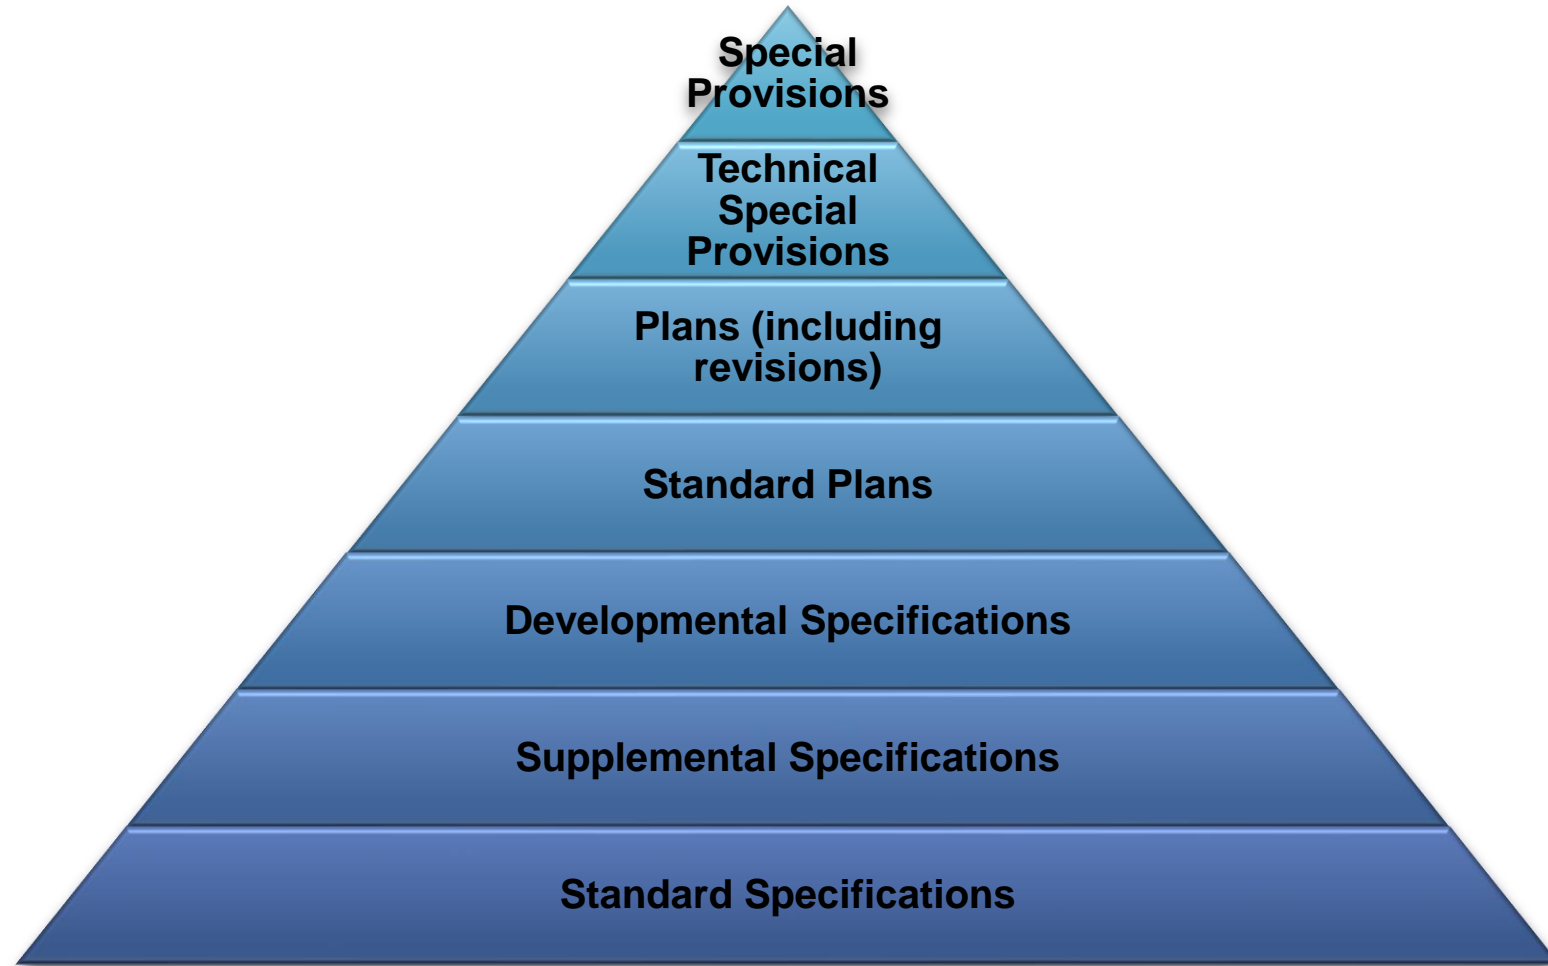 Special
Provisions
Technical
Special
Provisions
Plans (including
revisions)
Standard Plans
Developmental Specifications
Supplemental Specifications
Standard Specifications